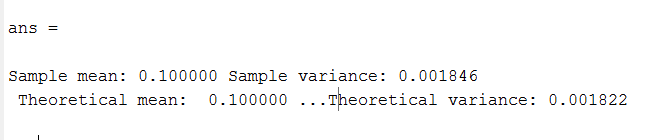 ans =
Sample mean: 0.100000 Sample variance: 0.001846
Theoretical mean:  0.100000 ...Theoretical variance: 0.001822